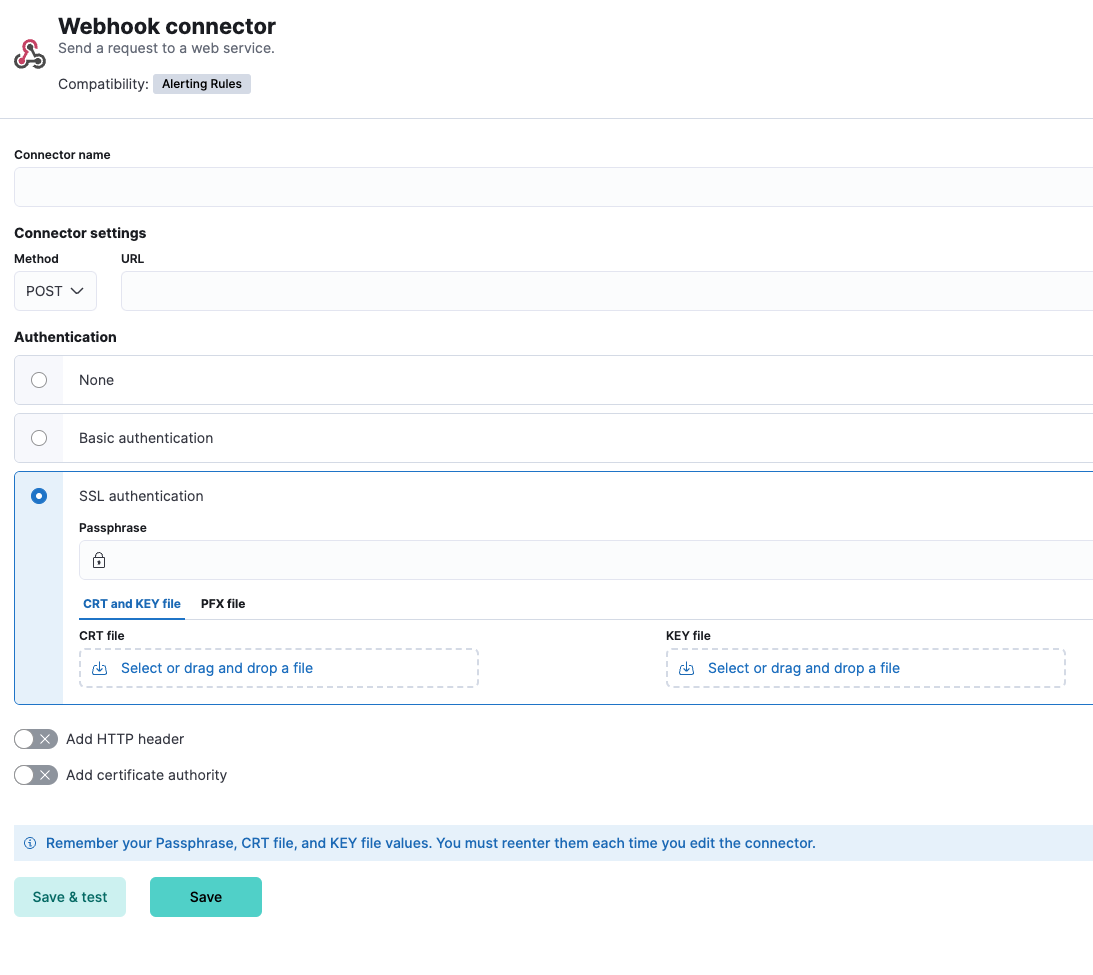 Webhook connector
Send a request to a web service.
Compatibility: Alerting Rules
Connector name
Connector settings
Method URL
POST
Authentication
None
Basic authentication
SSL authentication
Passphrase
CRT and KEY file PFX file
CRT file KEY file
Select or drag and drop a file Select or drag and drop a file
Add HTTP header
Add certificate authority
Remember your Passphrase, CRT file, and KEY file values. You must reenter them each time you edit the connector.
Save & test Save